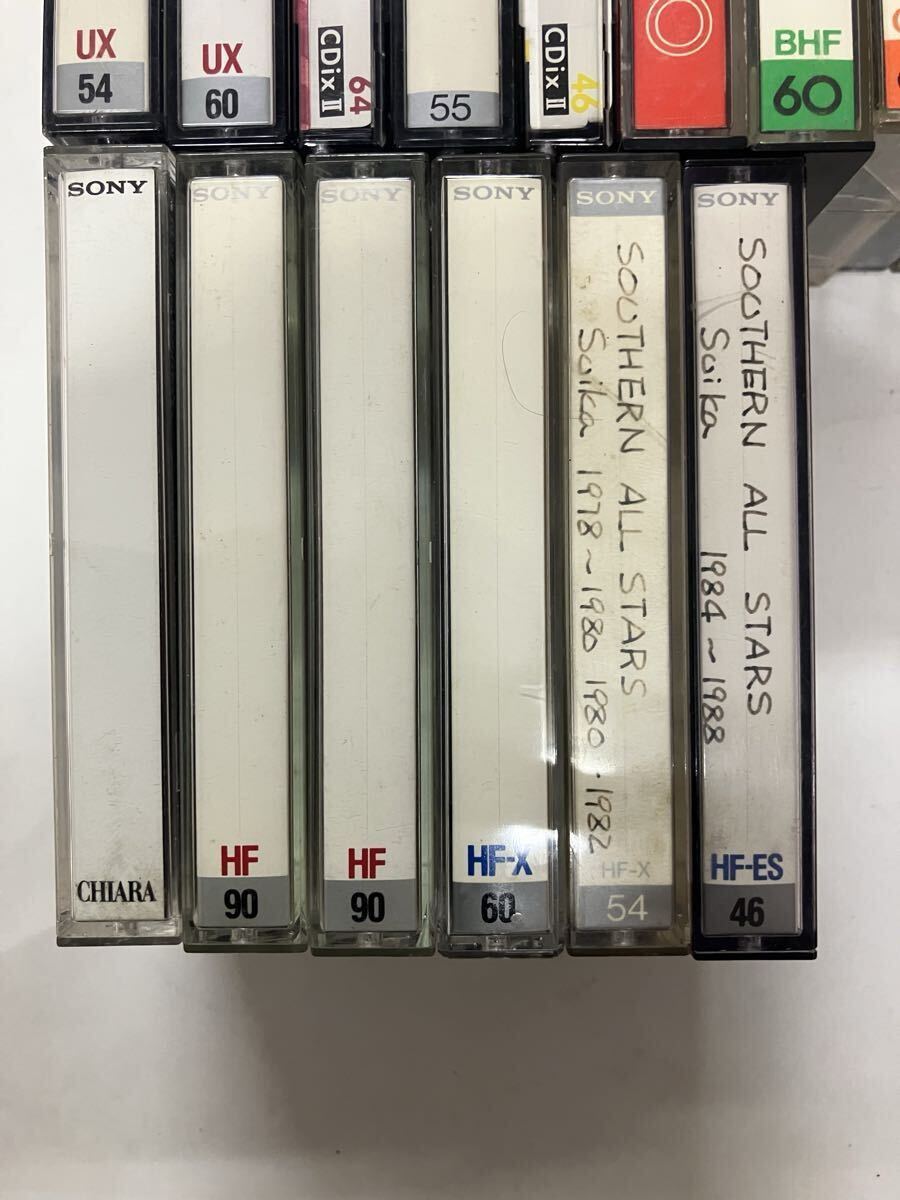 UX
54
UX
60
CDix II
64
55
CDix II
46
BHF
60
SONY
CHIARA
SONY
HF
90
SONY
HF
90
SONY
HF-X
60
SONY
SOUTHERN ALL STARS
Suika 1978~1980 1980.1982
HF-X
54
SONY
SOUTHERN ALL STARS
Suika 1984~1988
HF-ES
46